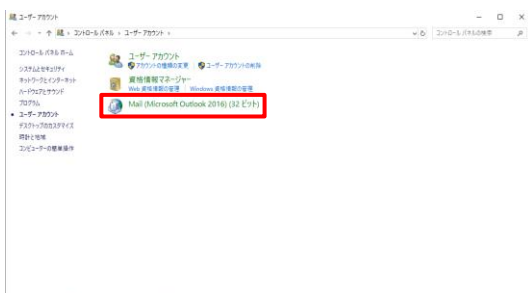 ユーザー アカウント
コントロール パネル › ユーザー アカウント ›
コントロール パネルの検索
コントロール パネル ホーム
システムとセキュリティ
ネットワークとインターネット
ハードウェアとサウンド
プログラム
ユーザー アカウント
デスクトップのカスタマイズ
時計と地域
コンピューターの簡単操作
ユーザー アカウント
アカウントの種類の変更 ユーザー アカウントの削除
資格情報マネージャー
Web 資格情報の管理 Windows 資格情報の管理
Mail (Microsoft Outlook 2016) (32 ビット)